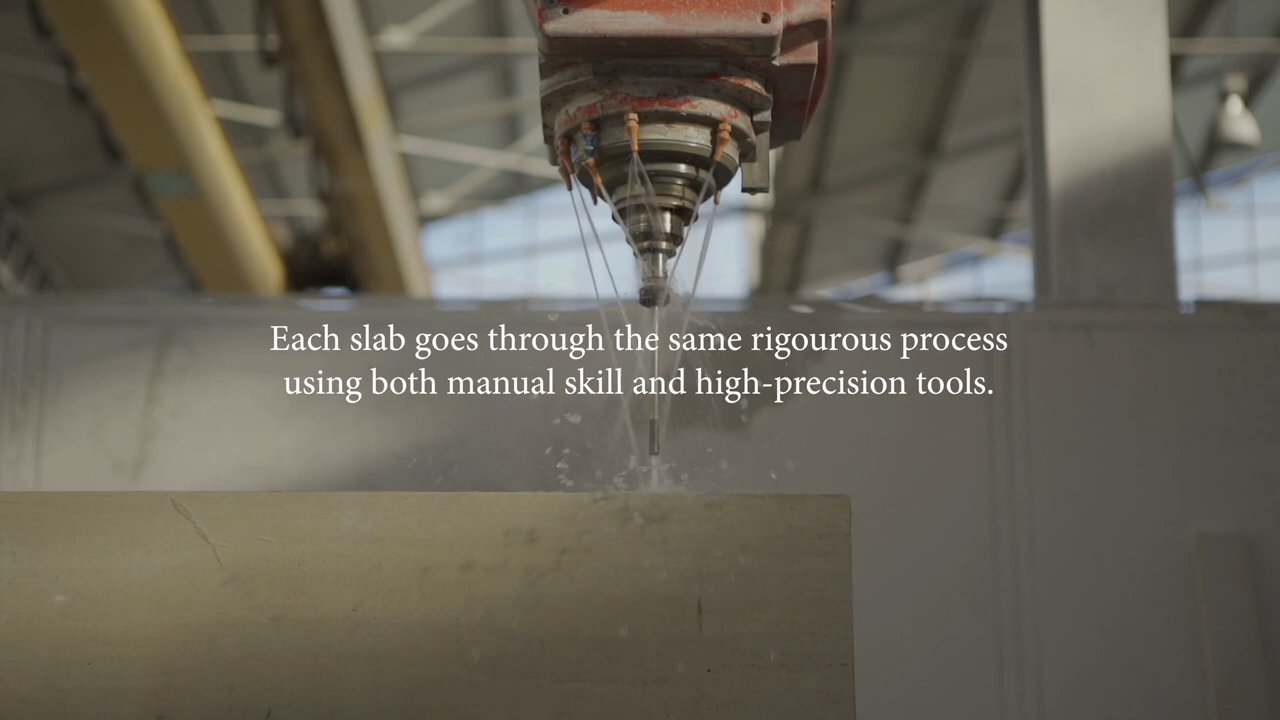 Each slab goes through the same rigourous process
using both manual skill and high-precision tools.